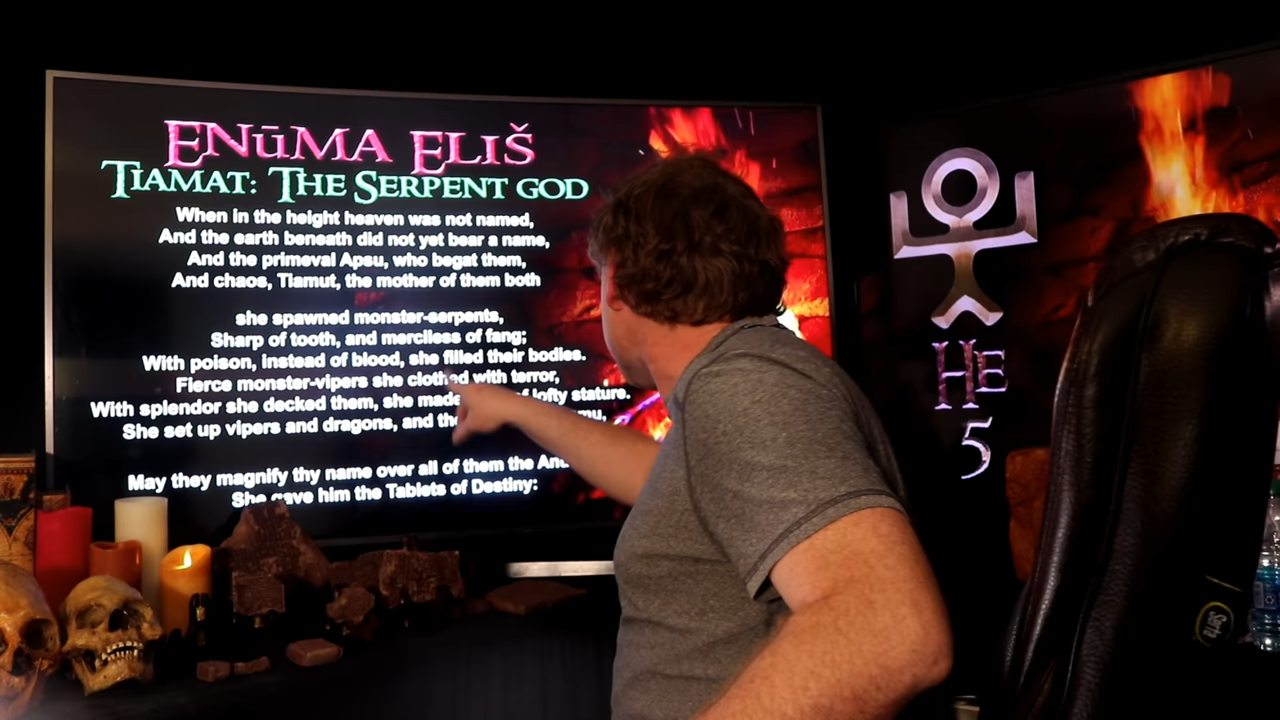 ENŪMA ELIŠ
TIAMAT: THE SERPENT GOD
When in the height heaven was not named,
And the earth beneath did not yet bear a name,
And the primeval Apsu, who begat them,
And chaos, Tiamut, the mother of them both
she spawned monster-serpents,
Sharp of tooth, and merciless of fang;
With poison, instead of blood, she filled their bodies.
Fierce monster-vipers she clothed with terror,
With splendor she decked them, she made of lofty stature.
She set up vipers and dragons, and the
May they magnify thy name over all of them the
She gave him the Tablets of Destiny:
HE
5